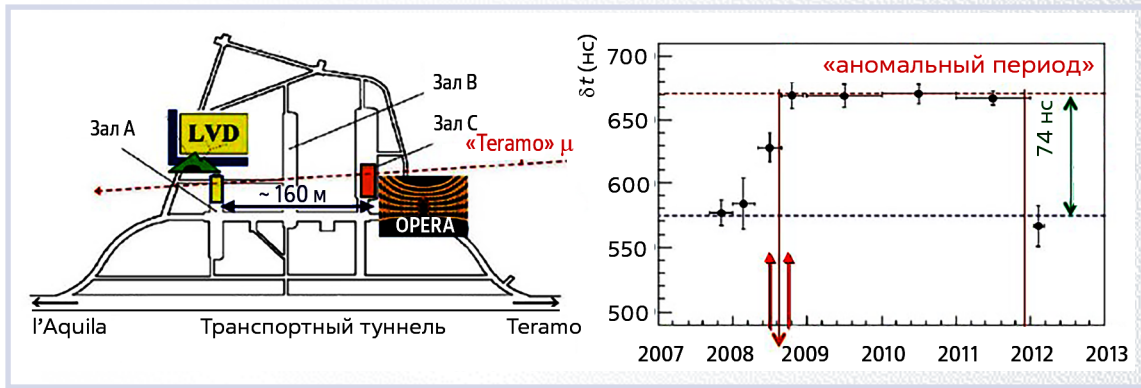 Зал B
Зал А
LVD
Зал С
«Teramo» μ
~ 160 м
OPERA
l’Aquila
Транспортный туннель
Teramo
δt (нс)
700
650
600
550
500
«аномальный период»
74 нс
2007 2008 2009 2010 2011 2012 2013